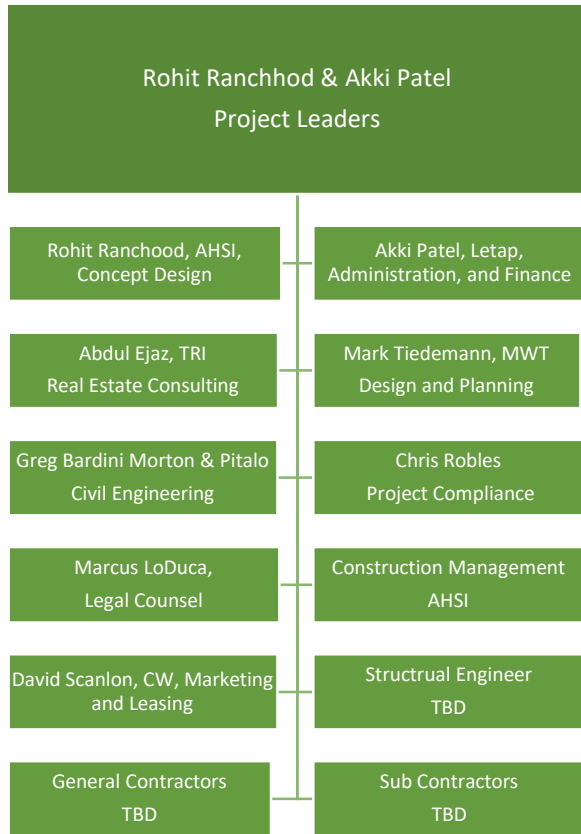 Rohit Ranchhod & Akki Patel
Project Leaders
Rohit Ranchood, AHSI,
Concept Design
Akki Patel, Letap,
Administration, and Finance
Abdul Ejaz, TRI
Real Estate Consulting
Mark Tiedemann, MWT
Design and Planning
Greg Bardini Morton & Pitalo
Civil Engineering
Chris Robles
Project Compliance
Marcus LoDuca,
Legal Counsel
Construction Management
AHSI
David Scanlon, CW, Marketing
and Leasing
Structrual Engineer
TBD
General Contractors
TBD
Sub Contractors
TBD